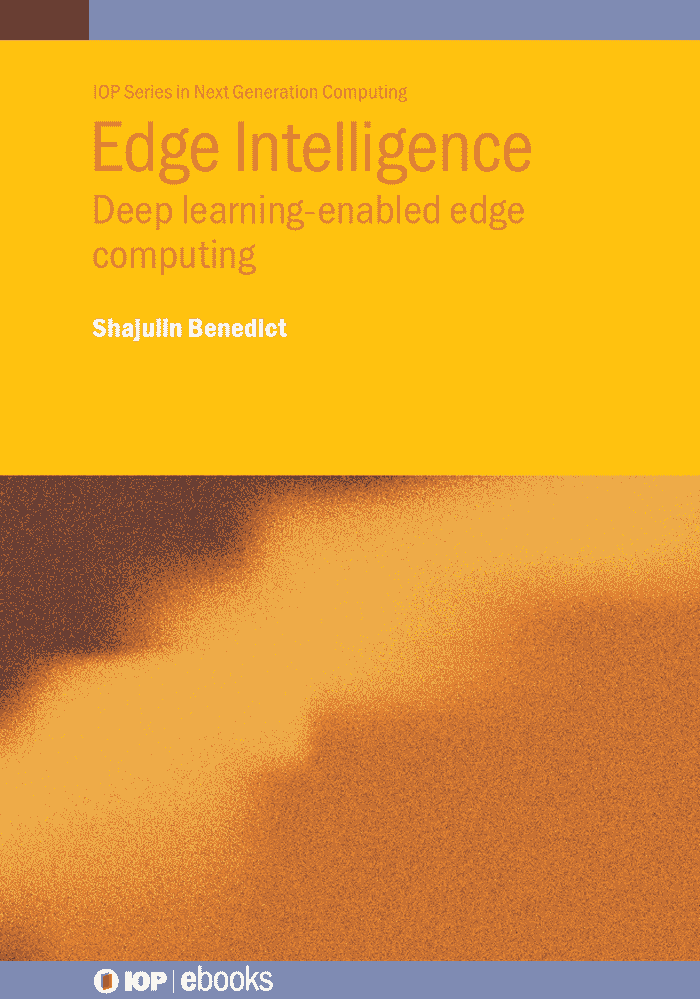 IOP Series in Next Generation Computing
Edge Intelligence
Deep learning-enabled edge
computing
Shajulin Benedict
IOP ebooks